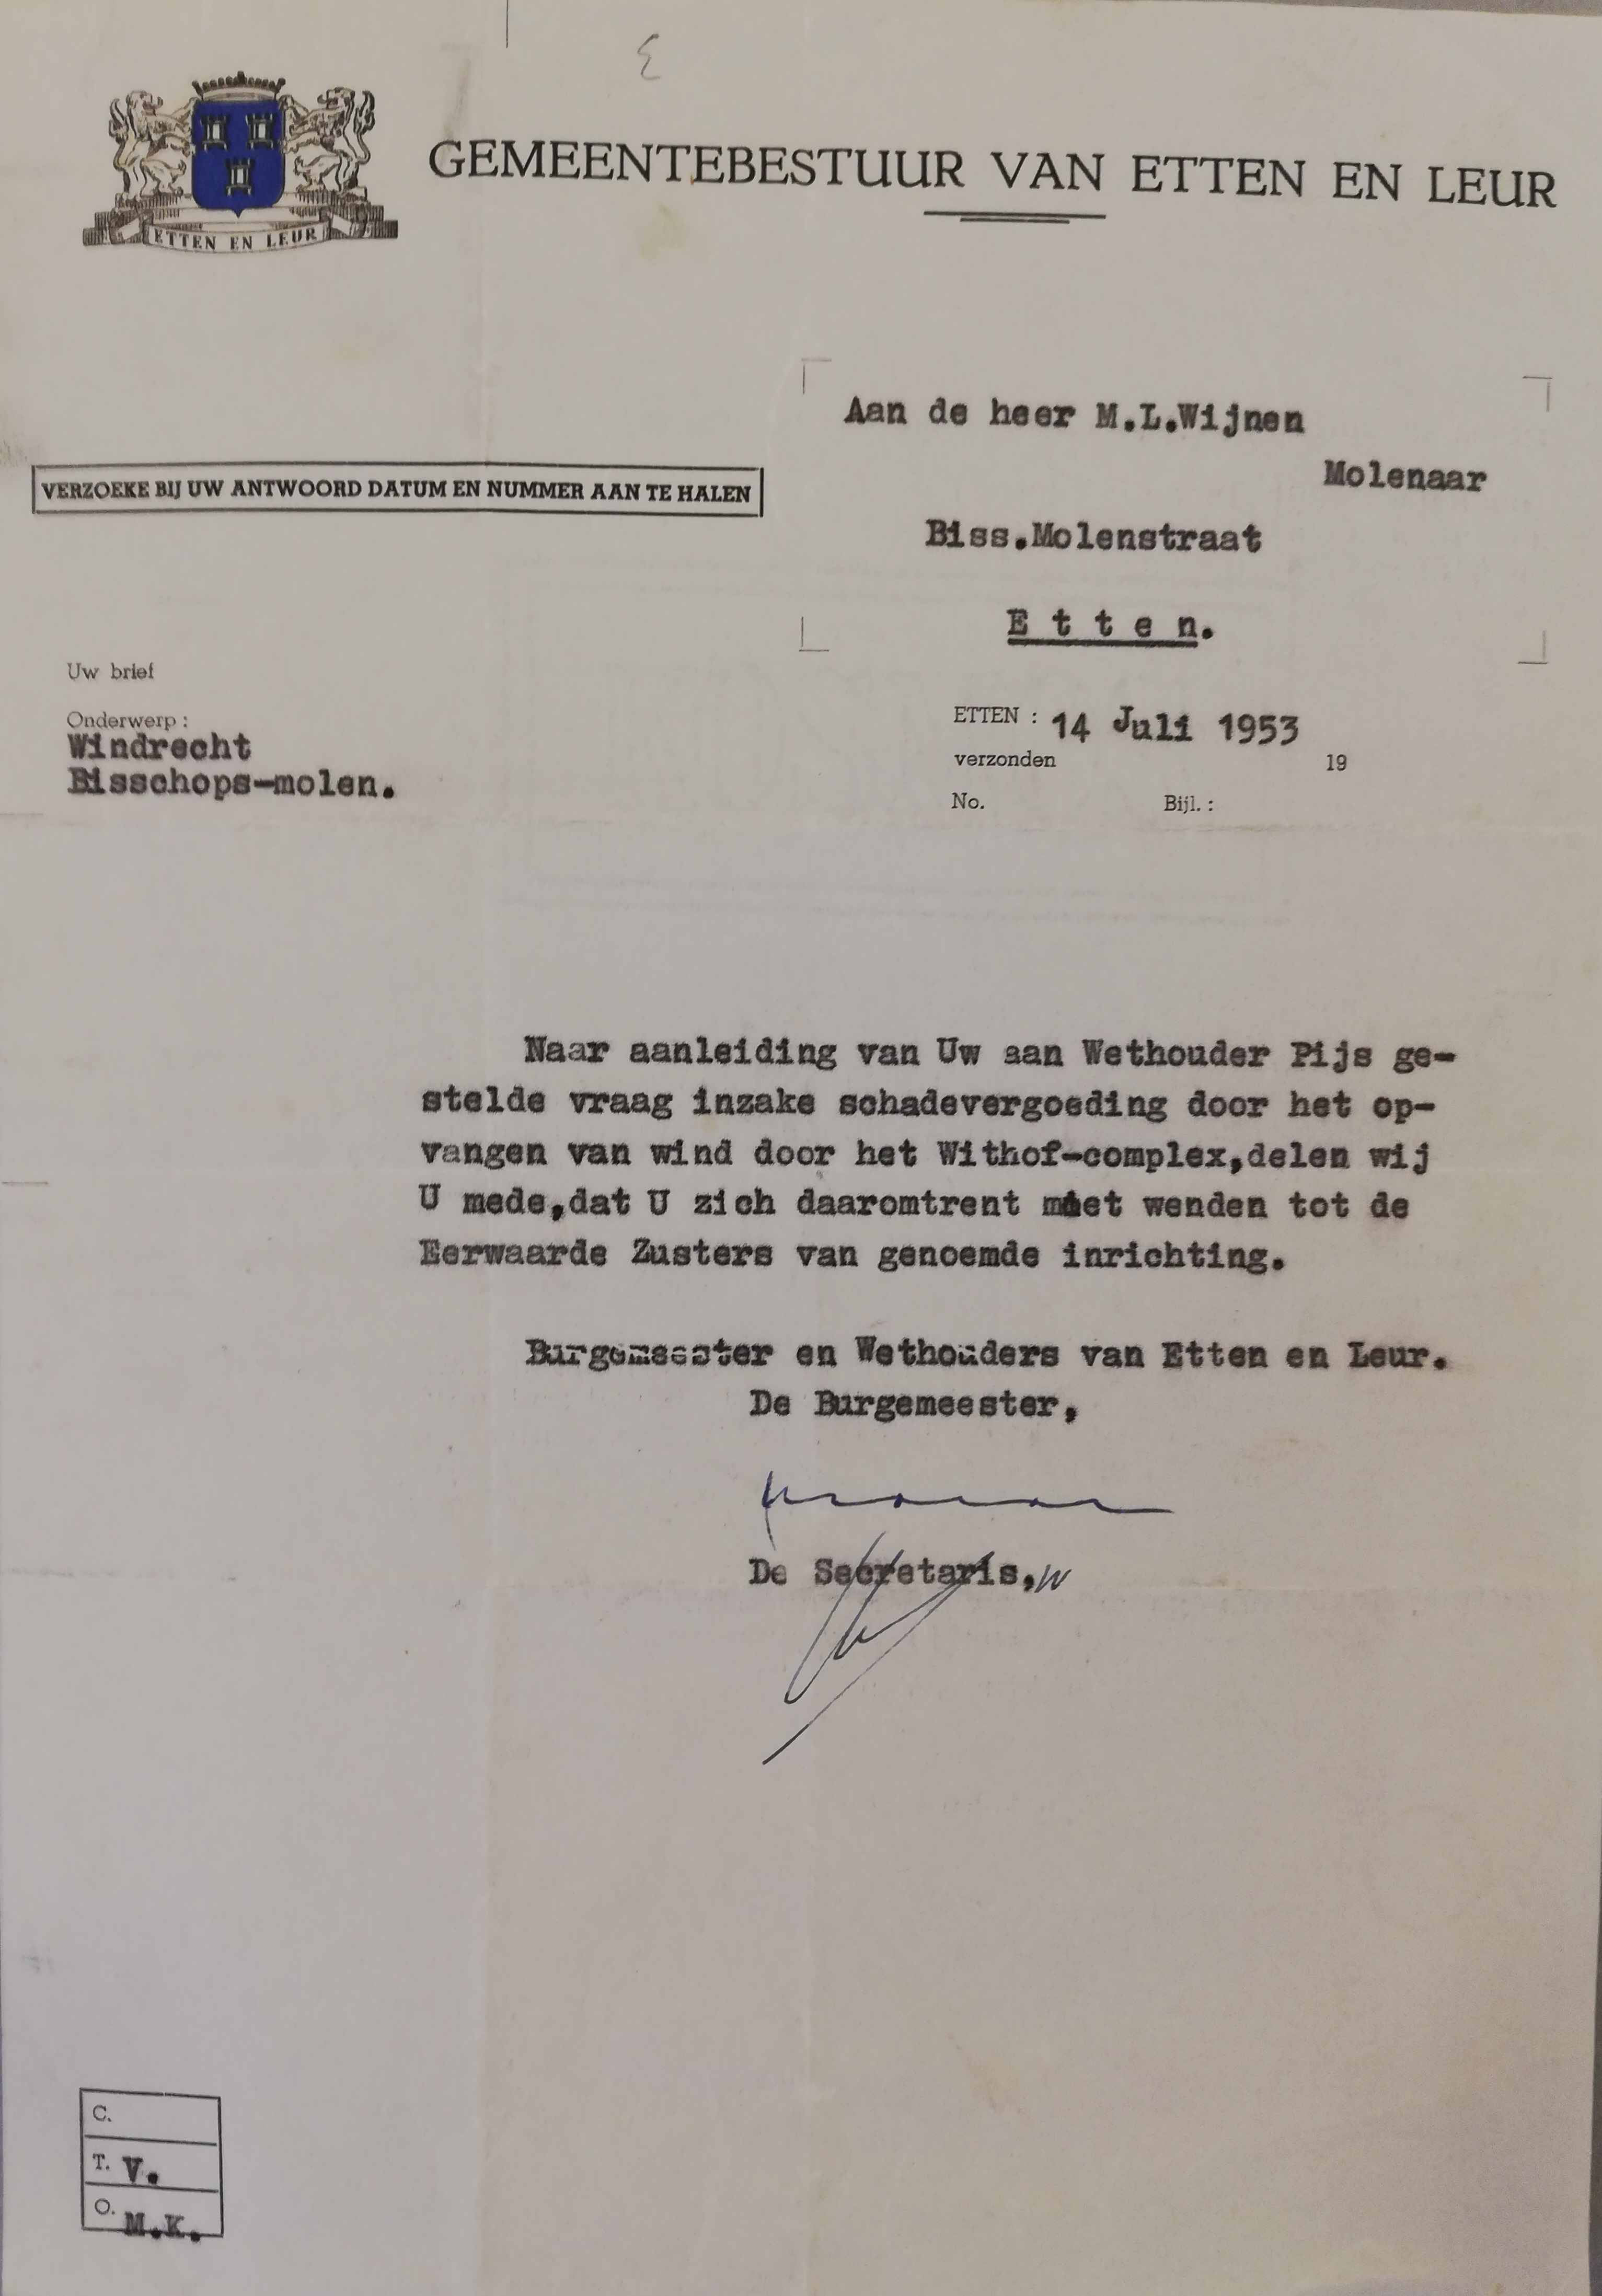 GEMEENTEBESTUUR VAN ETTEN EN LEUR
ETTEN EN LEUR
Aan de heer M.L.Wijnen
Molenaar
VERZOEKE BIJ UW ANTWOORD DATUM EN NUMMER AAN TE HALEN
Biss.Molenstraat
E t t e n.
Uw brief
Onderwerp :
Windrecht
Bisschops-molen.
ETTEN : 14 Juli 1953
verzonden 19
No. Bijl. :
Naar aanleiding van Uw aan Wethouder Pijs ge-
stelde vraag inzake schadevergoeding door het op-
vangen van wind door het Withof-complex,delen wij
U mede,dat U zich daaromtrent moet wenden tot de
Eerwaarde Zusters van genoemde inrichting.
Burgemeester en Wethouders van Etten en Leur.
De Burgemeester,
De Secretaris,
C.
T. V.
O. M.K.